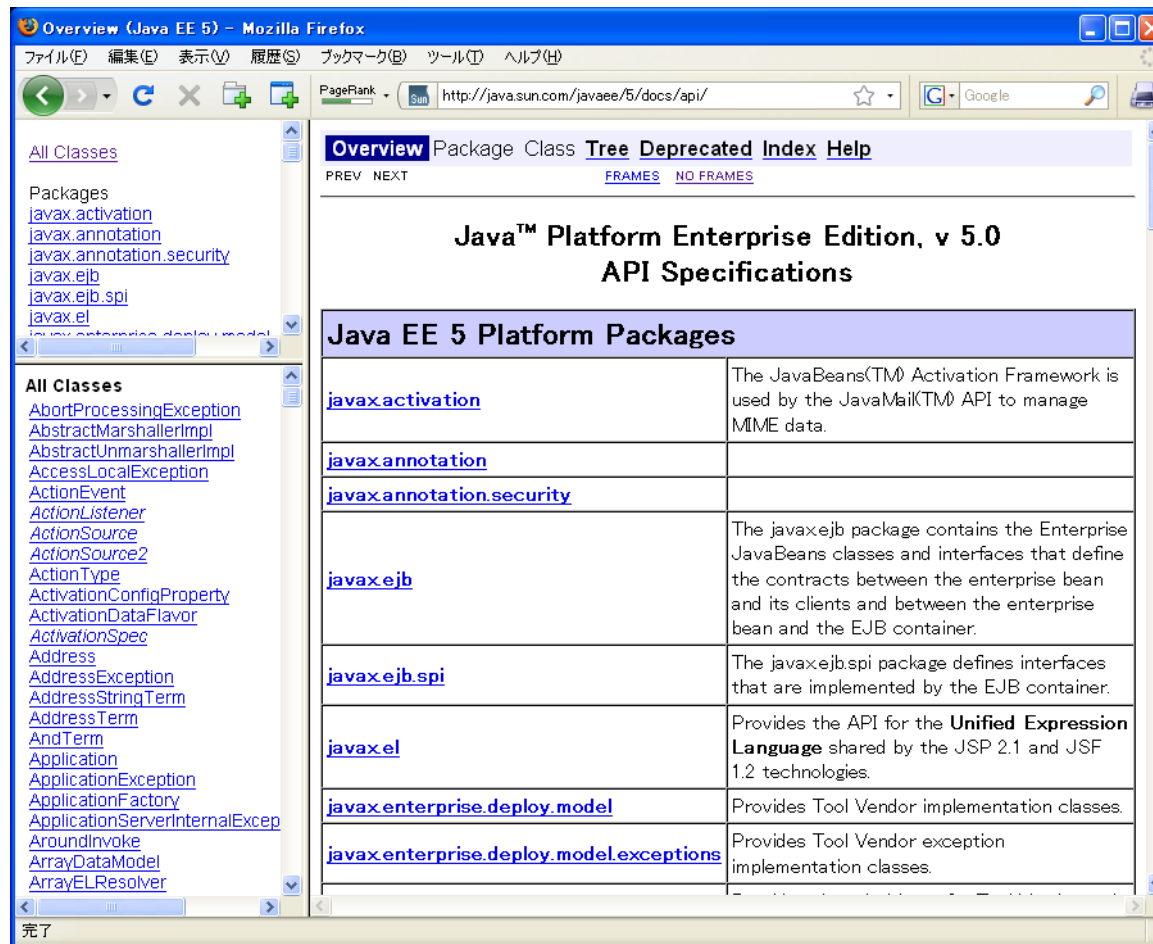 Overview (Java EE 5) - Mozilla Firefox
ファイル(F) 編集(E) 表示(V) 履歴(S) ブックマーク(B) ツール(T) ヘルプ(H)
PageRank Sun http://java.sun.com/javaee/5/docs/api/ G Google
All Classes
Packages
javax.activation
javax.annotation
javax.annotation.security
javax.ejb
javax.ejb.spi
javax.el
javax.enterprise.deploy.model
All Classes
AbortProcessingException
AbstractMarshallerImpl
AbstractUnmarshallerImpl
AccessLocalException
ActionEvent
ActionListener
ActionSource
ActionSource2
ActionType
ActivationConfigProperty
ActivationDataFlavor
ActivationSpec
Address
AddressException
AddressStringTerm
AddressTerm
AndTerm
Application
ApplicationException
ApplicationFactory
ApplicationServerInternalExcep
AroundInvoke
ArrayDataModel
ArrayELResolver
Overview Package Class Tree Deprecated Index Help
PREV NEXT FRAMES NO FRAMES
Java™ Platform Enterprise Edition, v 5.0
API Specifications
Java EE 5 Platform Packages
javax.activation
The JavaBeans(TM) Activation Framework is
used by the JavaMail(TM) API to manage
MIME data.
javax.annotation
javax.annotation.security
javax.ejb
The javax.ejb package contains the Enterprise
JavaBeans classes and interfaces that define
the contracts between the enterprise bean
and its clients and between the enterprise
bean and the EJB container.
javax.ejb.spi
The javax.ejb.spi package defines interfaces
that are implemented by the EJB container.
javax.el
Provides the API for the Unified Expression
Language shared by the JSP 2.1 and JSF
1.2 technologies.
javax.enterprise.deploy.model
Provides Tool Vendor implementation classes.
javax.enterprise.deploy.model.exceptions
Provides Tool Vendor exception
implementation classes.
完了